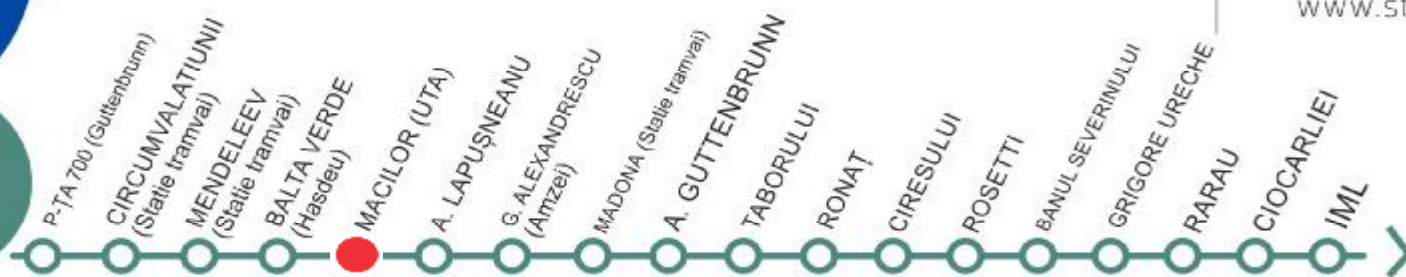 www.st
P-ȚA 700 (Guttenbrunn)
CIRCUMVALATIUNII
(Statie tramvai)
MENDELEEV
(Statie tramvai)
BALTA VERDE
(Hasdeu)
MACILOR (UTA)
A. LAPUȘNEANU
G. ALEXANDRESCU
(Amzei)
MADONA (Statie tramvai)
A. GUTTENBRUNN
TABORULUI
RONAȚ
CIRESULUI
ROSETTI
BANUL SEVERINULUI
GRIGORE URECHE
RARAU
CIOCARLIEI
IML